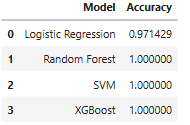 Model Accuracy
0 Logistic Regression 0.971429
1 Random Forest 1.000000
2 SVM 1.000000
3 XGBoost 1.000000